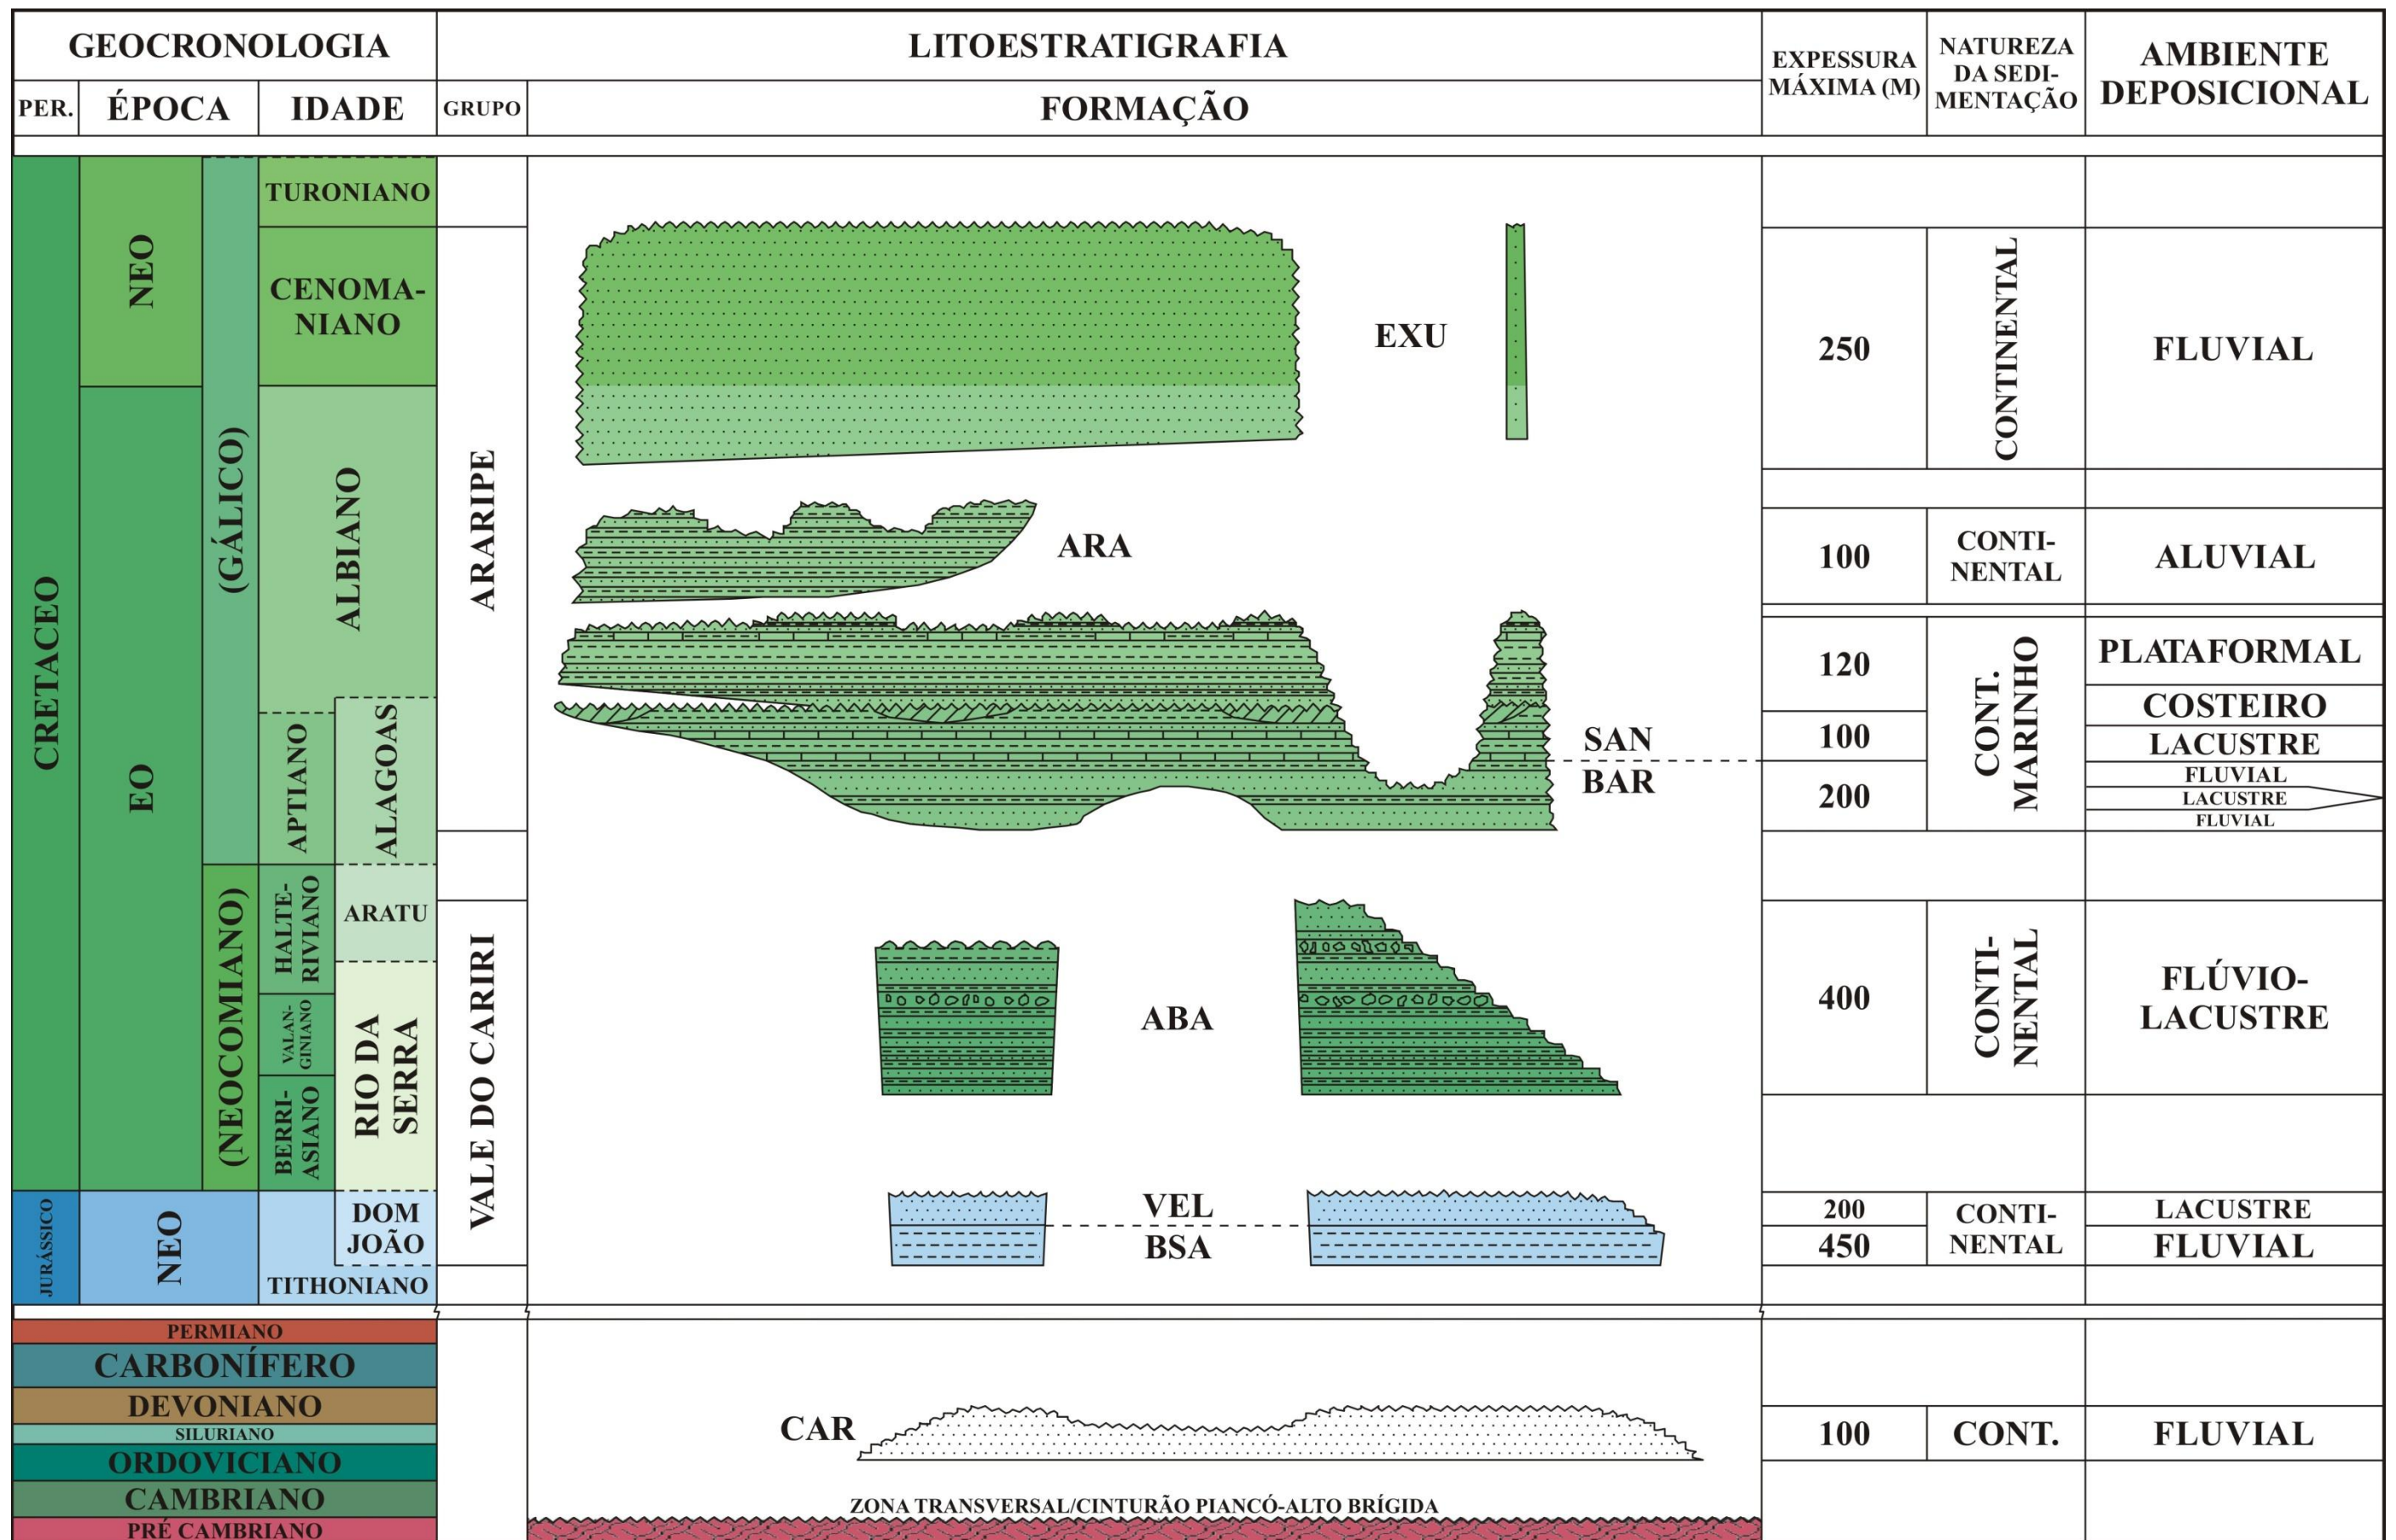 GEOCRONOLOGIA
LITOESTRATIGRAFIA
EXPESSURA
MÁXIMA (M)
NATUREZA
DA SEDI-
MENTAÇÃO
AMBIENTE
DEPOSICIONAL
PER.
ÉPOCA
IDADE
GRUPO
FORMAÇÃO
CRETACEO
NEO
EO
(GÁLICO)
(NEOCOMIANO)
TURONIANO
CENOMA-
NIANO
ALBIANO
APTIANO
ALAGOAS
HALTE-
RIVIANO
ARATU
VALAN-
GINIANO
BERRI-
ASIANO
RIO DA
SERRA
JURÁSSICO
NEO
DOM
JOÃO
TITHONIANO
ARARIPE
VALE DO CARIRI
EXU
250
CONTINENTAL
FLUVIAL
ARA
100
CONTI-
NENTAL
ALUVIAL
SAN
BAR
120
100
200
CONT.
MARINHO
PLATAFORMAL
COSTEIRO
LACUSTRE
FLUVIAL
LACUSTRE
FLUVIAL
ABA
400
CONTI-
NENTAL
FLÚVIO-
LACUSTRE
VEL
BSA
200
450
CONTI-
NENTAL
LACUSTRE
FLUVIAL
PERMIANO
CARBONÍFERO
DEVONIANO
SILURIANO
ORDOVICIANO
CAMBRIANO
PRÉ CAMBRIANO
CAR
100
CONT.
FLUVIAL
ZONA TRANSVERSAL/CINTURÃO PIANCÓ-ALTO BRÍGIDA